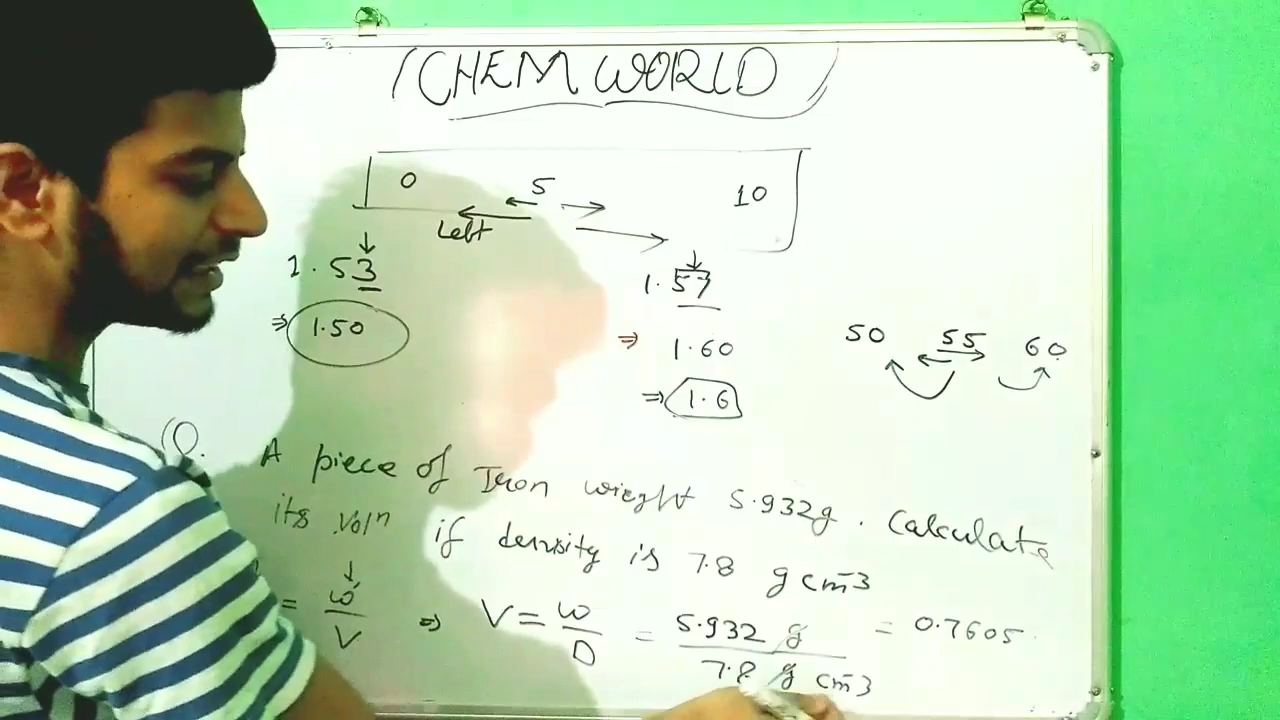 CHEM WORLD
0 5 10
Left
1.53 1.57
⇒ 1.50 ⇒ 1.60
⇒ 1.6
50 55 60
Q. A piece of Iron wieght 5.932g. Calculate
its voln if density is 7.8 g cm-3
= w/V ⇒ V = w/D = 5.932 g / 7.8 g cm-3 = 0.7605